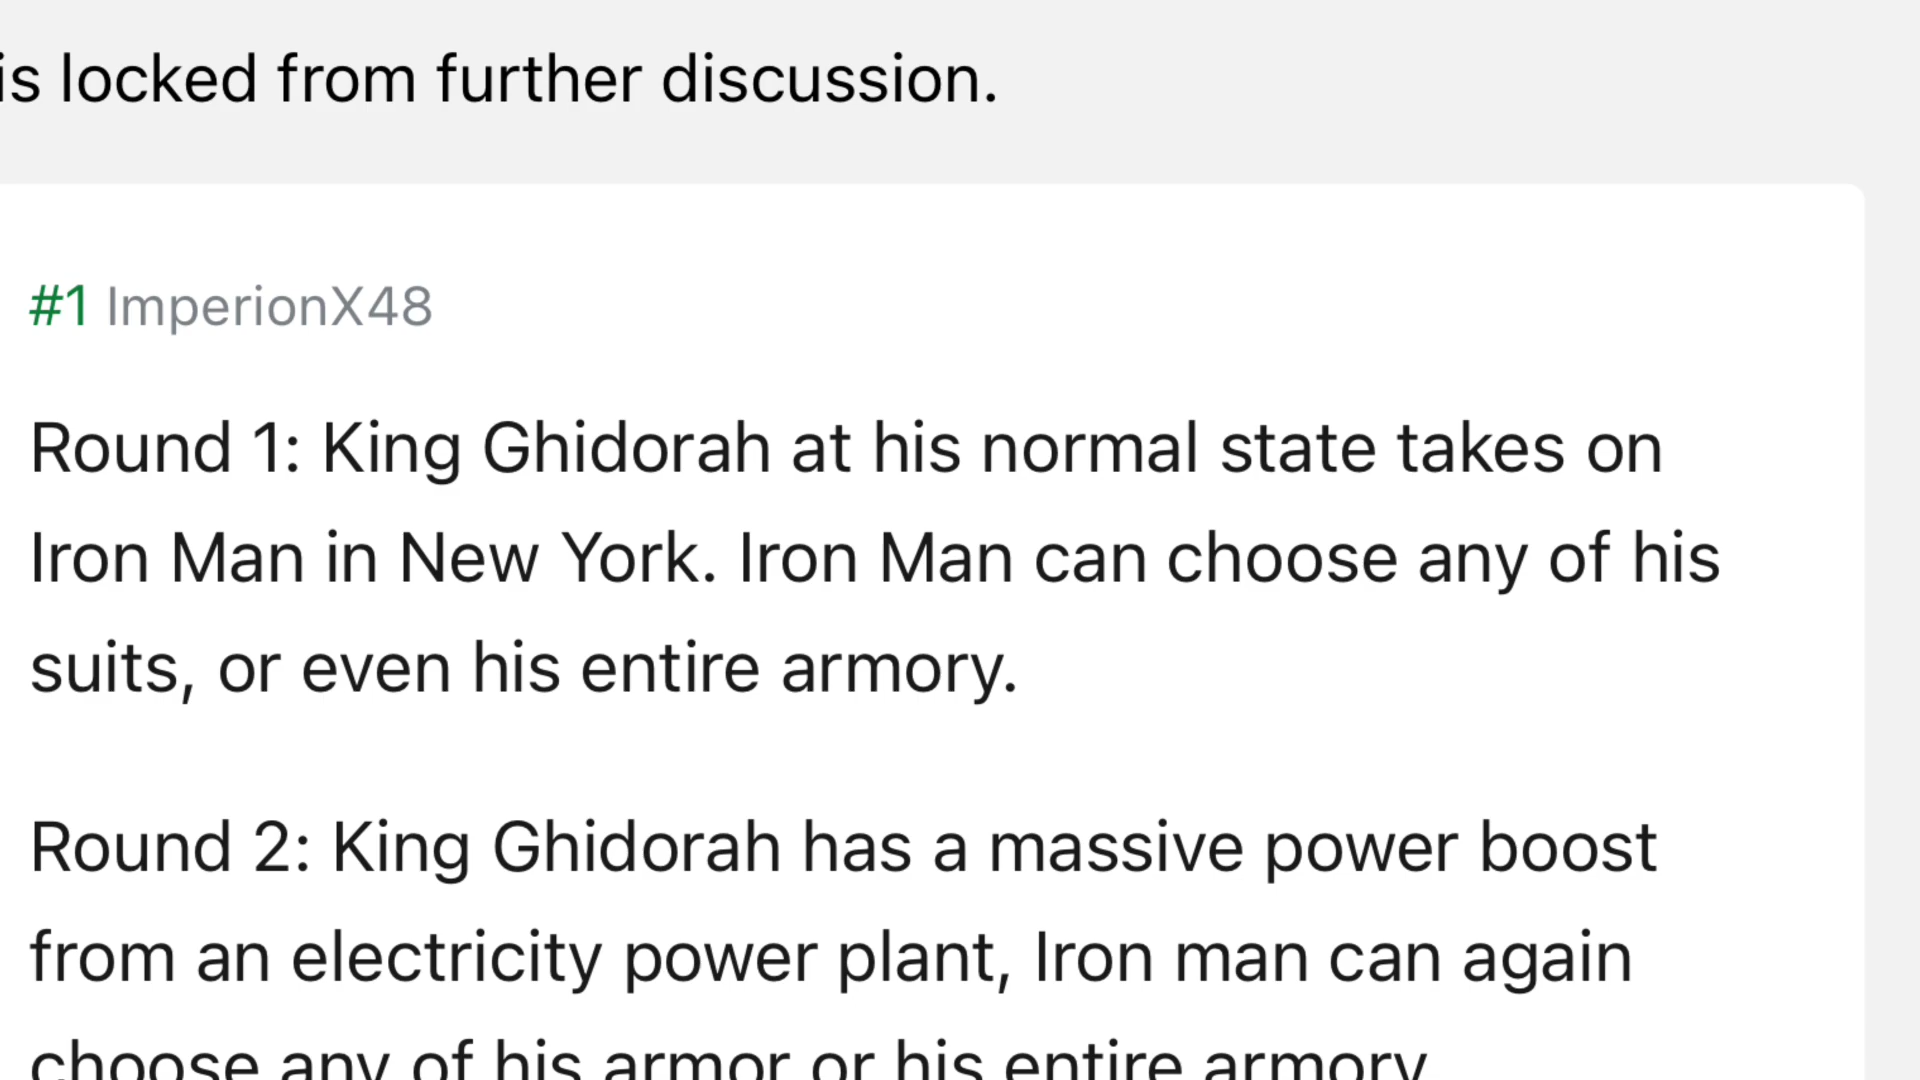 is locked from further discussion.
#1 ImperionX48
Round 1: King Ghidorah at his normal state takes on
Iron Man in New York. Iron Man can choose any of his
suits, or even his entire armory.
Round 2: King Ghidorah has a massive power boost
from an electricity power plant, Iron man can again
choose any of his armor or his entire armory